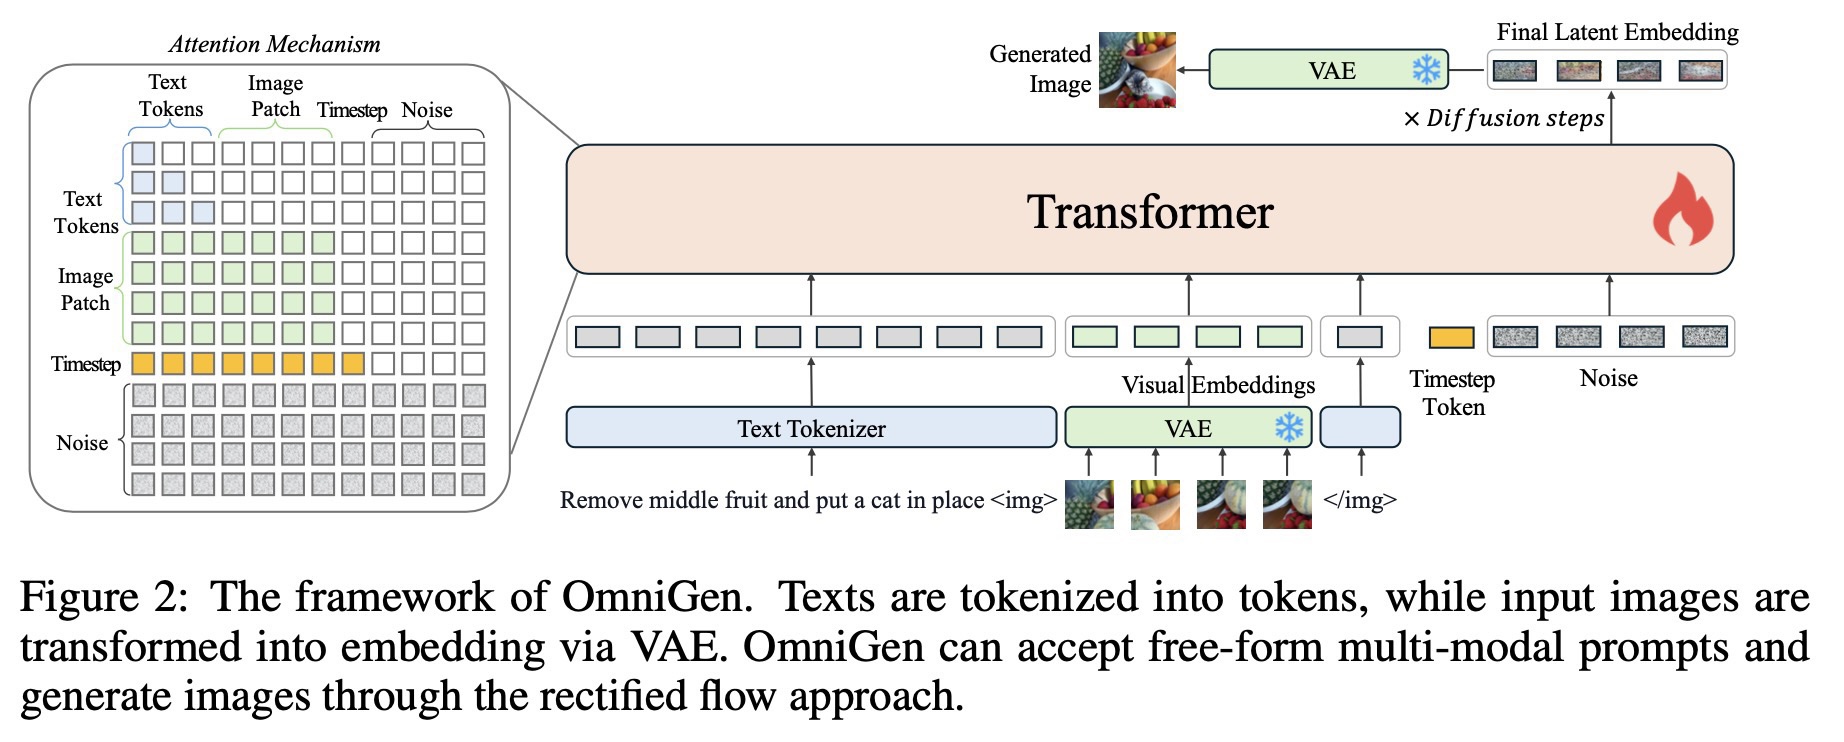 Attention Mechanism
Text
Tokens
Image
Patch
Timestep
Noise
Text
Tokens
Image
Patch
Timestep
Noise
Generated
Image
VAE
Final Latent Embedding
× Diffusion steps
Transformer
Visual Embeddings
Timestep
Token
Noise
Text Tokenizer
VAE
Remove middle fruit and put a cat in place <img>
</img>
Figure 2: The framework of OmniGen. Texts are tokenized into tokens, while input images are
transformed into embedding via VAE. OmniGen can accept free-form multi-modal prompts and
generate images through the rectified flow approach.